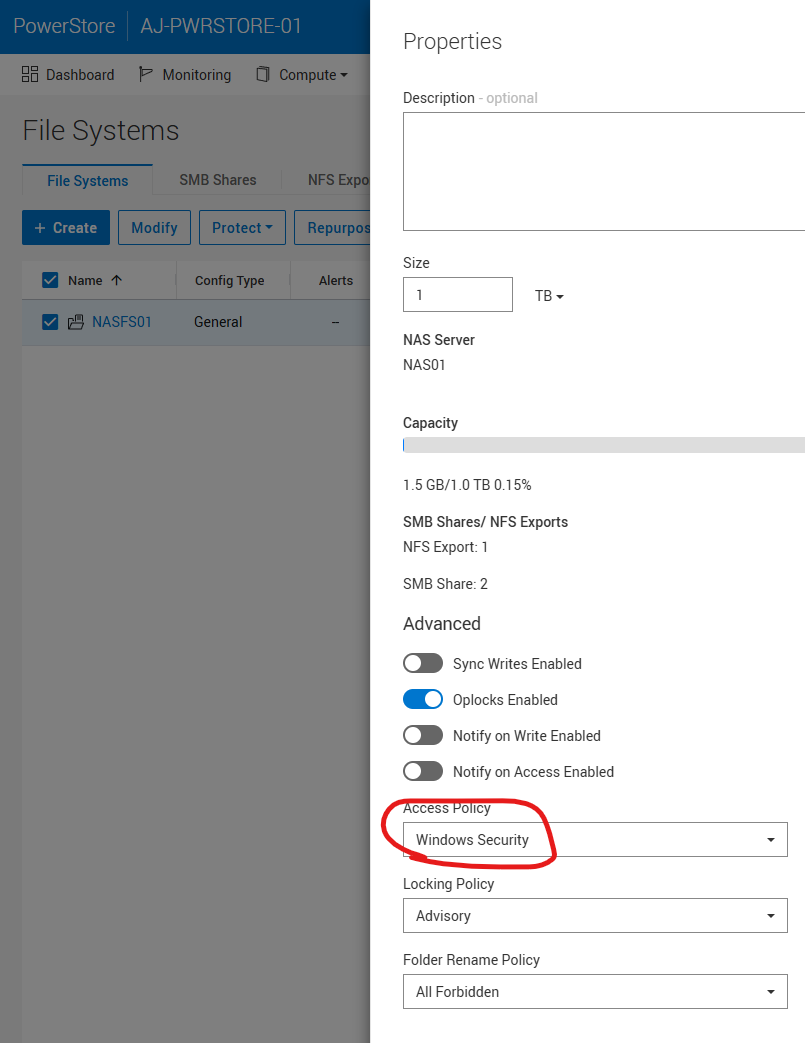 PowerStore AJ-PWRSTORE-01
Dashboard Monitoring Compute
File Systems
File Systems SMB Shares NFS Expo
+ Create Modify Protect Repurpos
Name Config Type Alerts
NASFS01 General --
Properties
Description - optional
Size
1 TB
NAS Server
NAS01
Capacity
1.5 GB/1.0 TB 0.15%
SMB Shares/ NFS Exports
NFS Export: 1
SMB Share: 2
Advanced
Sync Writes Enabled
Oplocks Enabled
Notify on Write Enabled
Notify on Access Enabled
Access Policy
Windows Security
Locking Policy
Advisory
Folder Rename Policy
All Forbidden